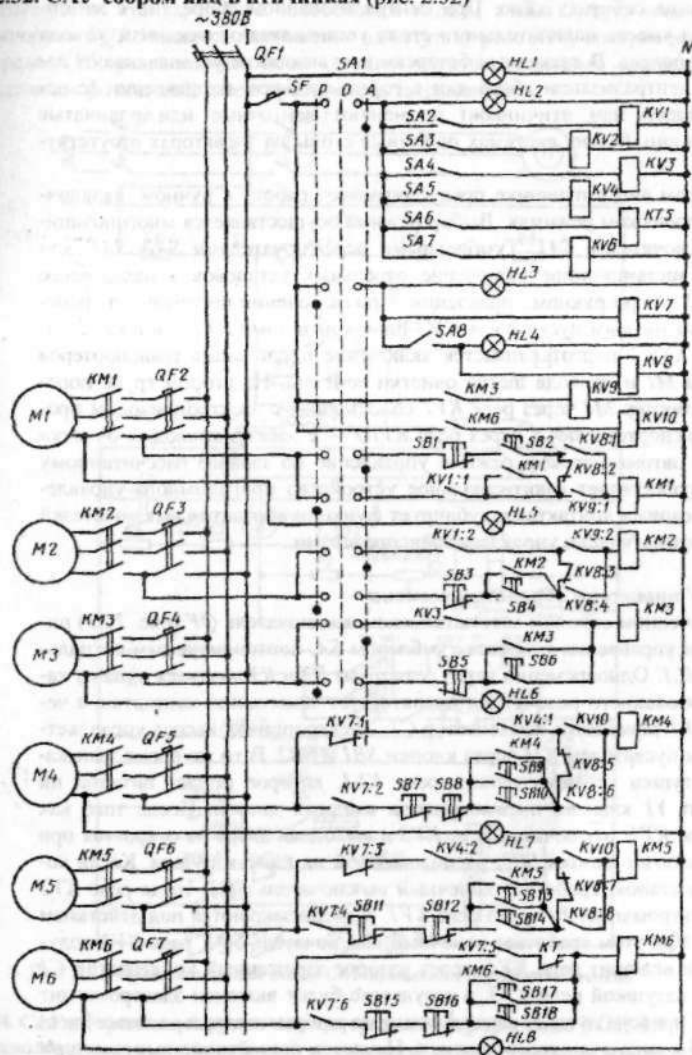 ~380В
QF1
SF
SA1
O A
N
HL1
HL2
SA2
KV1
SA3
KV2
SA4
KV3
SA5
KV4
SA6
KT5
SA7
KV6
HL3
KV7
SA8
HL4
KV8
KM1
QF2
KM5
KV9
M1
KM6
KV10
SB1
SB2
KV8:1
KM1
KV8:2
KV1:1
KM1
HL5
KV9:1
KM2
QF3
KV1:2
KV9:2
KM2
M2
SB3
KM2
KV8:3
SB4
KV8:4
KM3
QF4
KV3
KM3
KM3
M3
SB5
SB6
HL6
KM4
QF5
KV7:1
KV4:1
KV10
KM4
KM4
M4
KV7:2
SB7
SB8
SB9
KV8:5
SB10
KV8:6
HL7
KM5
QF6
KV7:3
KV4:2
KV10
KM5
M5
KM5
KV8:7
KV7:4
SB11
SB12
SB13
SB14
KV8:8
KM6
QF7
KV7:5
KM6
M6
KM6
KV7:6
SB15
SB16
SB17
SB18
HL8